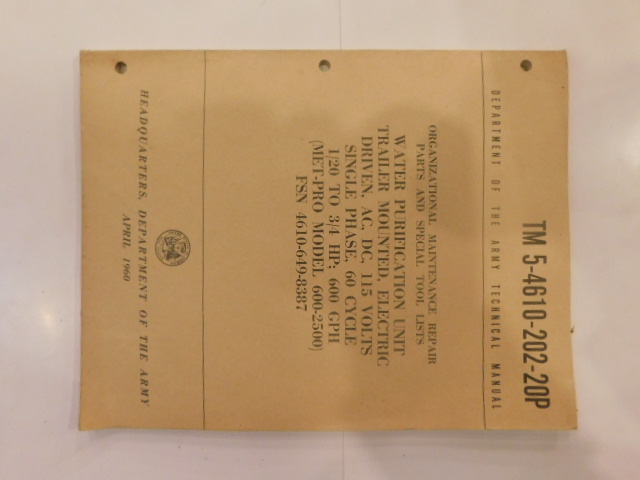 TM 5-4610-202-20P
DEPARTMENT OF THE ARMY TECHNICAL MANUAL
ORGANIZATIONAL MAINTENANCE REPAIR
PARTS AND SPECIAL TOOL LISTS
WATER PURIFICATION UNIT
TRAILER MOUNTED, ELECTRIC
DRIVEN, AC, DC, 115 VOLTS
SINGLE PHASE, 60 CYCLE
1/20 TO 3/4 HP; 600 GPH
(MET-PRO MODEL 600-2500)
FSN 4610-649-8387
HEADQUARTERS, DEPARTMENT OF THE ARMY
APRIL 1960